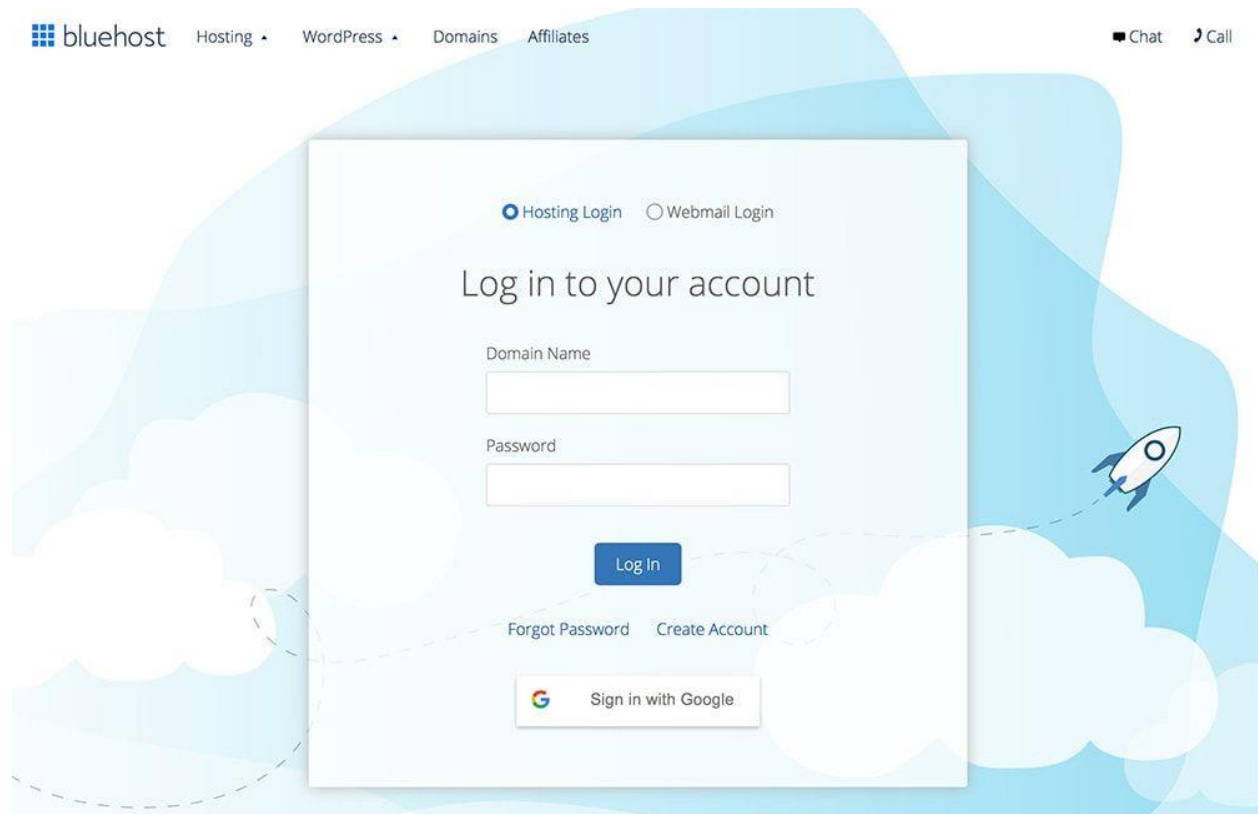 bluehost Hosting WordPress Domains Affiliates Chat Call
Hosting Login Webmail Login
Log in to your account
Domain Name
Password
Log In
Forgot Password Create Account
Sign in with Google